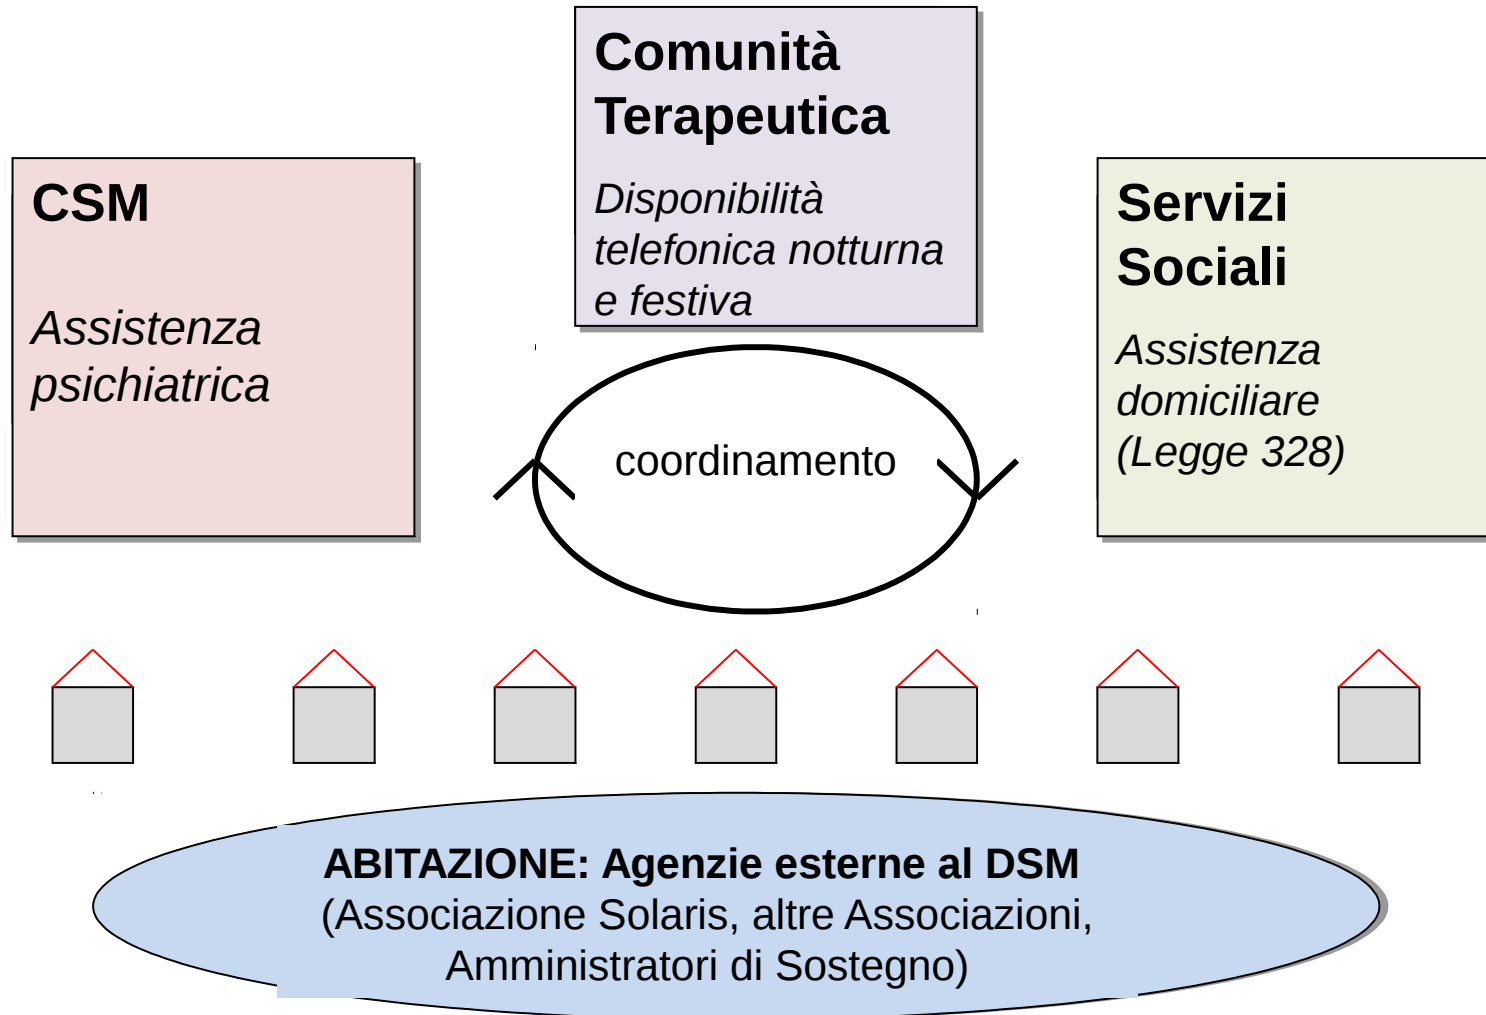 Comunità
Terapeutica
Disponibilità
telefonica notturna
e festiva
CSM
Assistenza
psichiatrica
Servizi
Sociali
Assistenza
domiciliare
(Legge 328)
coordinamento
ABITAZIONE: Agenzie esterne al DSM
(Associazione Solaris, altre Associazioni,
Amministratori di Sostegno)